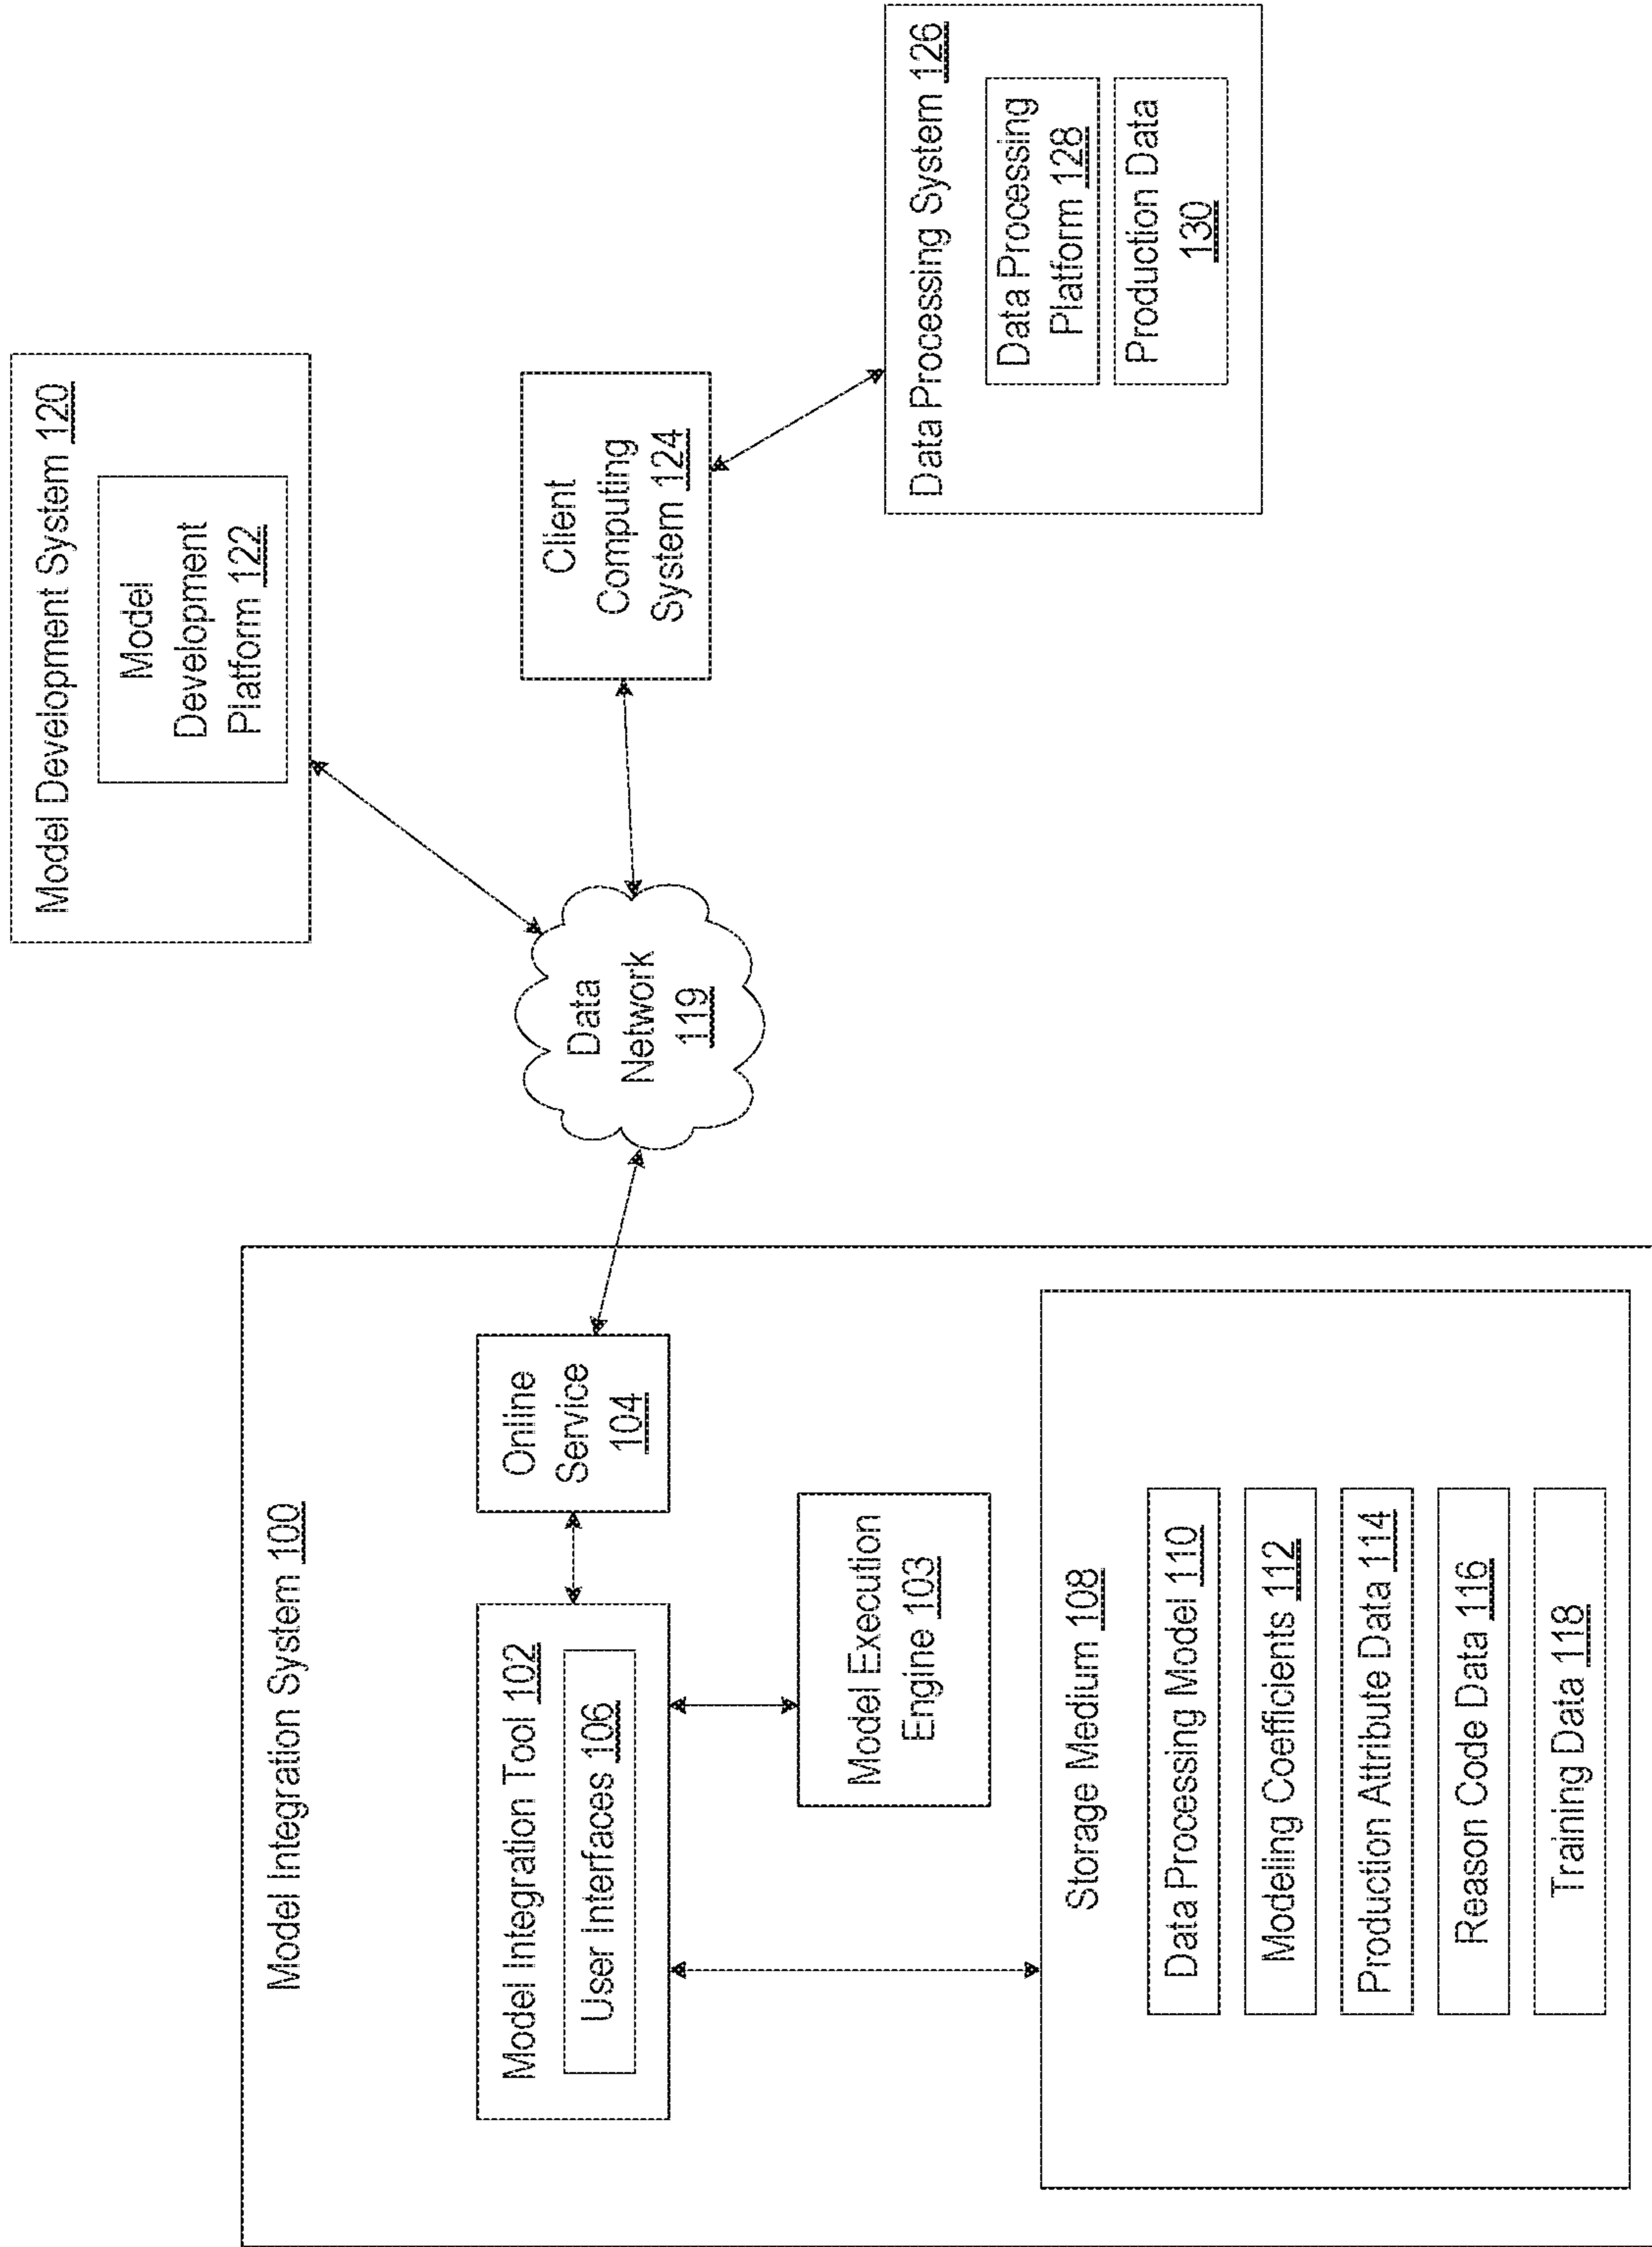 Model Integration System 100
Model Integration Tool 102
User Interfaces 106
Online
Service
104
Model Execution
Engine 103
Storage Medium 108
Data Processing Model 110
Modeling Coefficients 112
Production Attribute Data 114
Reason Code Data 116
Training Data 118
Data
Network
119
Model Development System 120
Model
Development
Platform 122
Client
Computing
System 124
Data Processing System 126
Data Processing
Platform 128
Production Data
130